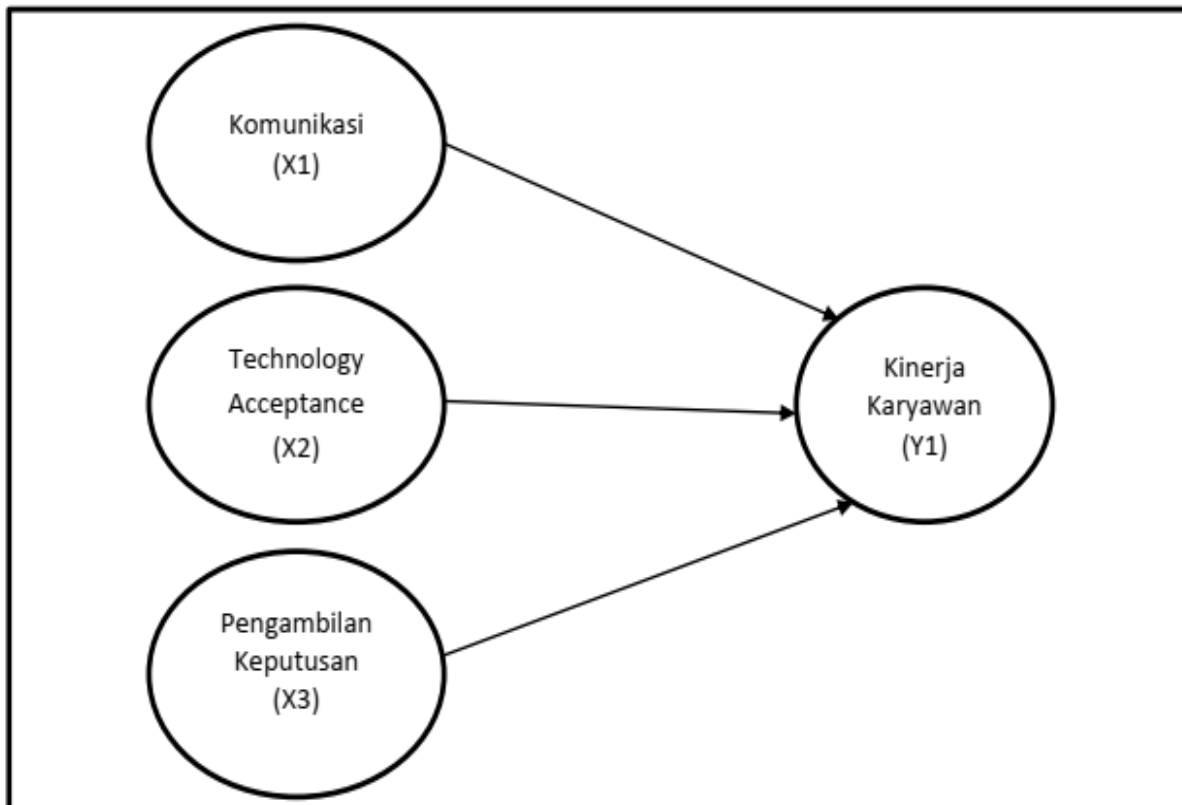 Komunikasi
(X1)
Technology
Acceptance
(X2)
Kinerja
Karyawan
(Y1)
Pengambilan
Keputusan
(X3)